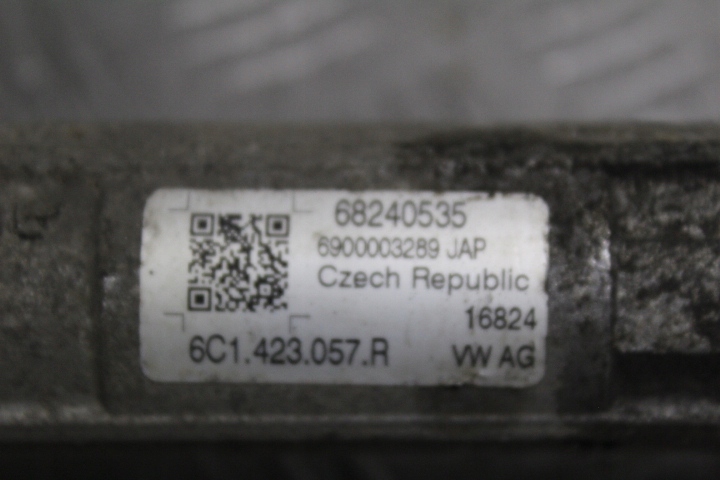 68240535
6900003289 JAP
Czech Republic
16824
6C1.423.057.R VW AG